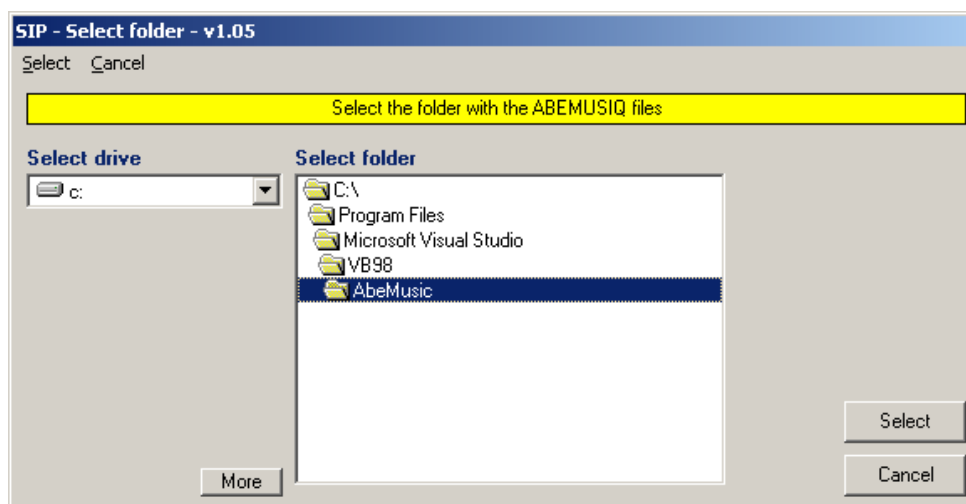 SIP - Select folder - v1.05
Select Cancel
Select the folder with the ABEMUSIQ files
Select drive
Select folder
c:
C:\
Program Files
Microsoft Visual Studio
VB98
AbeMusic
Select
More
Cancel